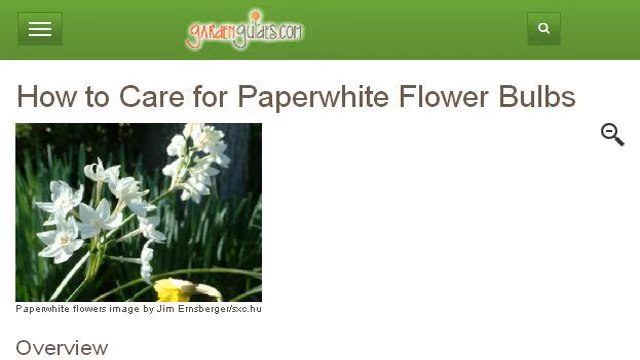 gardenguides.com
How to Care for Paperwhite Flower Bulbs
Paperwhite flowers image by Jim Ernsberger/sxc.hu
Overview